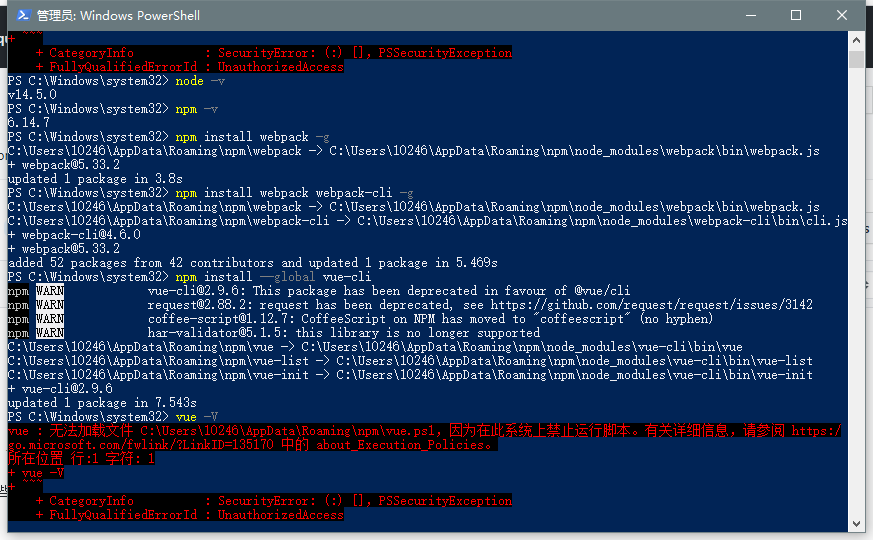 管理员: Windows PowerShell
+ ~~~
+ CategoryInfo          : SecurityError: (:) []，PSSecurityException
+ FullyQualifiedErrorId : UnauthorizedAccess
PS C:\Windows\system32> node -v
v14.5.0
PS C:\Windows\system32> npm -v
6.14.7
PS C:\Windows\system32> npm install webpack -g
C:\Users\10246\AppData\Roaming\npm\webpack -> C:\Users\10246\AppData\Roaming\npm\node_modules\webpack\bin\webpack.js
+ webpack@5.33.2
updated 1 package in 3.8s
PS C:\Windows\system32> npm install webpack webpack-cli -g
C:\Users\10246\AppData\Roaming\npm\webpack -> C:\Users\10246\AppData\Roaming\npm\node_modules\webpack\bin\webpack.js
C:\Users\10246\AppData\Roaming\npm\webpack-cli -> C:\Users\10246\AppData\Roaming\npm\node_modules\webpack-cli\bin\cli.js
+ webpack-cli@4.6.0
+ webpack@5.33.2
added 52 packages from 42 contributors and updated 1 package in 5.469s
PS C:\Windows\system32> npm install --global vue-cli
npm WARN          vue-cli@2.9.6: This package has been deprecated in favour of @vue/cli
npm WARN          request@2.88.2: request has been deprecated, see https://github.com/request/request/issues/3142
npm WARN          coffee-script@1.12.7: CoffeeScript on NPM has moved to "coffeescript" (no hyphen)
npm WARN          har-validator@5.1.5: this library is no longer supported
C:\Users\10246\AppData\Roaming\npm\vue -> C:\Users\10246\AppData\Roaming\npm\node_modules\vue-cli\bin\vue
C:\Users\10246\AppData\Roaming\npm\vue-list -> C:\Users\10246\AppData\Roaming\npm\node_modules\vue-cli\bin\vue-list
C:\Users\10246\AppData\Roaming\npm\vue-init -> C:\Users\10246\AppData\Roaming\npm\node_modules\vue-cli\bin\vue-init
+ vue-cli@2.9.6
updated 1 package in 7.543s
PS C:\Windows\system32> vue -V
vue : 无法加载文件 C:\Users\10246\AppData\Roaming\npm\vue.ps1，因为在此系统上禁止运行脚本。有关详细信息，请参阅 https:/
go.microsoft.com/fwlink/?LinkID=135170 中的 about_Execution_Policies。
所在位置 行:1 字符: 1
+ vue -V
+ ~~~
+ CategoryInfo          : SecurityError: (:) []，PSSecurityException
+ FullyQualifiedErrorId : UnauthorizedAccess